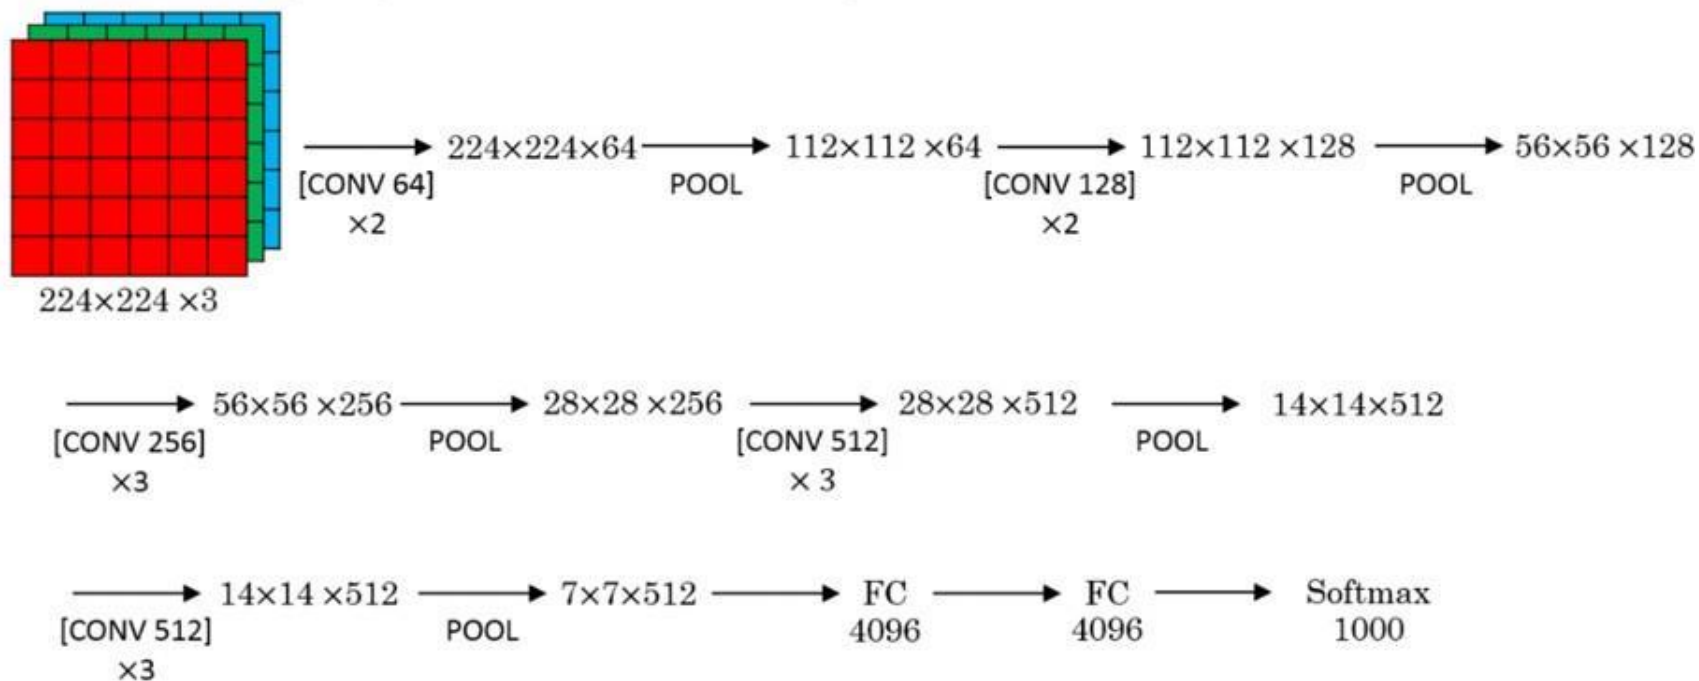 224×224×64 112×112 ×64 112×112 ×128 56×56 ×128
[CONV 64] POOL [CONV 128] POOL
×2 ×2
224×224 ×3
56×56 ×256 28×28 ×256 28×28 ×512 14×14×512
[CONV 256] POOL [CONV 512] POOL
×3 × 3
14×14 ×512 7×7×512 FC FC Softmax
[CONV 512] POOL 4096 4096 1000
×3